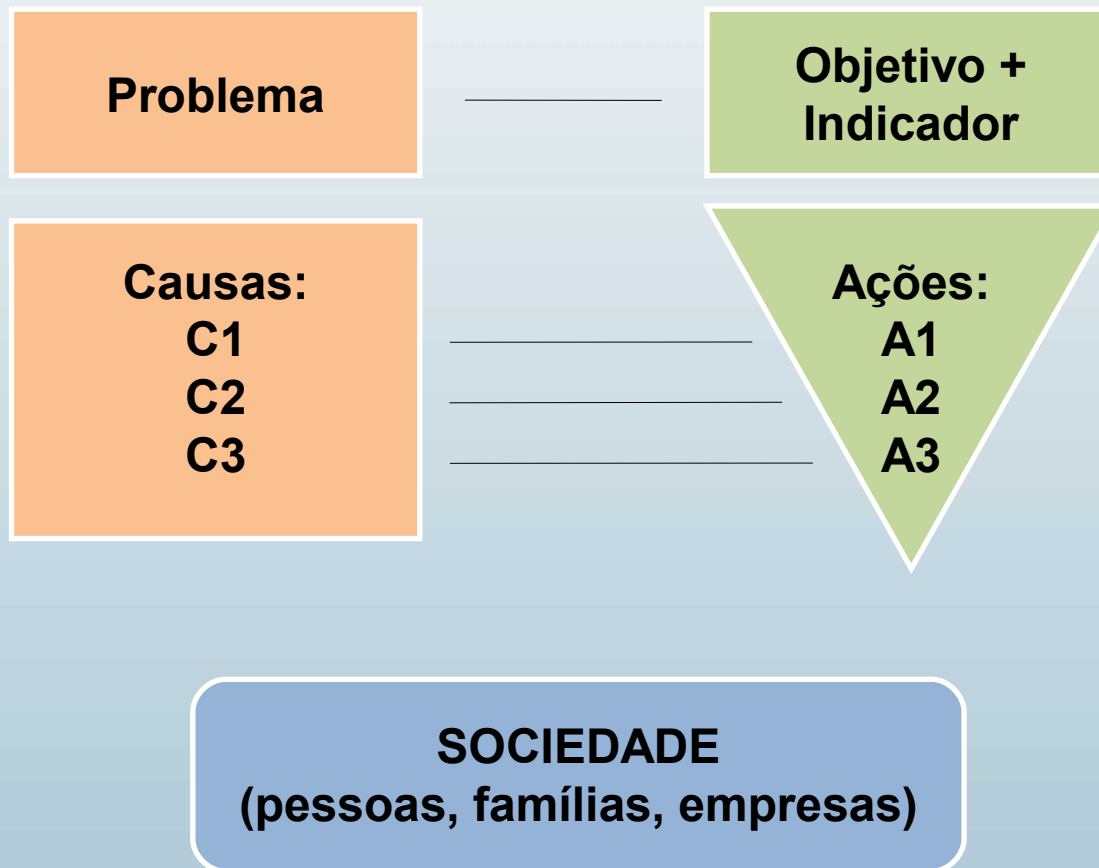 Problema
Objetivo +
Indicador
Causas:
C1
C2
C3
Ações:
A1
A2
A3
SOCIEDADE
(pessoas, famílias, empresas)